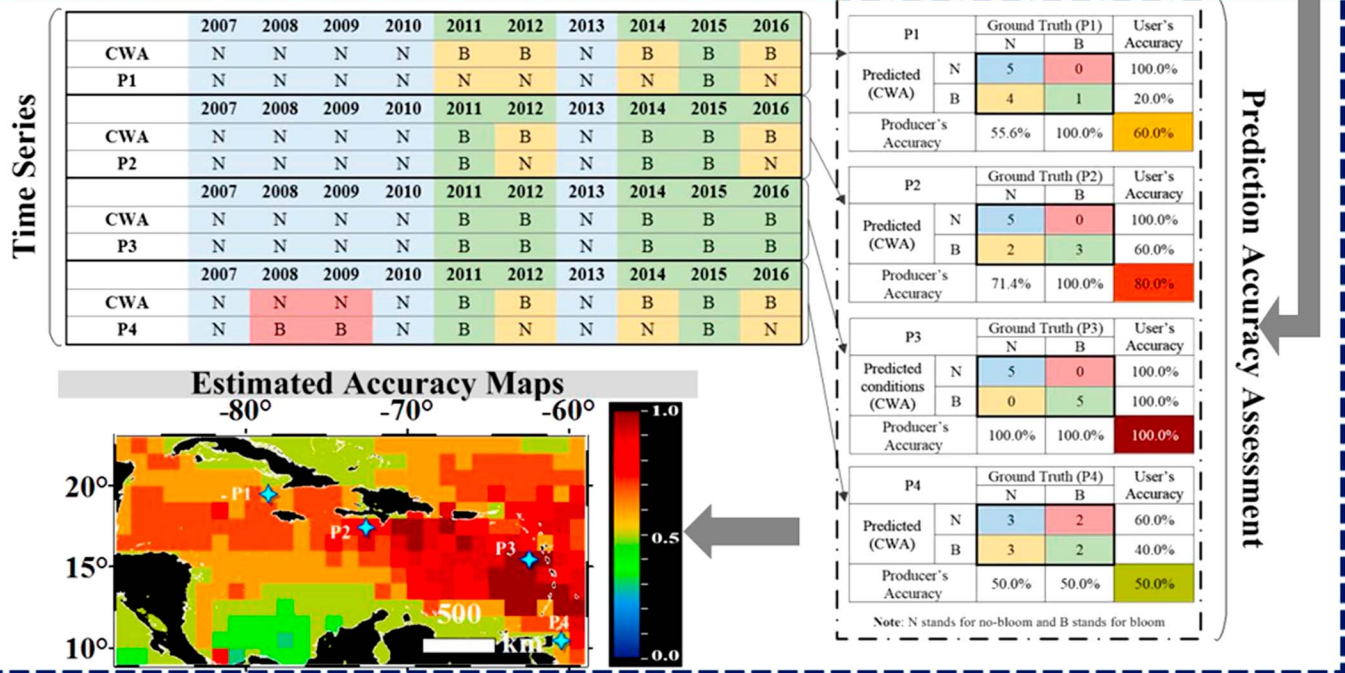 Time Series
2007 2008 2009 2010 2011 2012 2013 2014 2015 2016
CWA N N N N B B N B B B
P1 N N N N N N N N B N
2007 2008 2009 2010 2011 2012 2013 2014 2015 2016
CWA N N N N B B N B B B
P2 N N N N B N N B B N
2007 2008 2009 2010 2011 2012 2013 2014 2015 2016
CWA N N N N B B N B B B
P3 N N N N B B N B B B
2007 2008 2009 2010 2011 2012 2013 2014 2015 2016
CWA N N N N B B N B B B
P4 N B B N B N N N B N
Estimated Accuracy Maps
-80° -70° -60°
20°
15°
10°
P1
P2
P3
P4
500
km
1.0
0.5
0.0
P1 Ground Truth (P1) User's Accuracy
N B
Predicted (CWA) N 5 0 100.0%
B 4 1 20.0%
Producer's Accuracy 55.6% 100.0% 60.0%
P2 Ground Truth (P2) User's Accuracy
N B
Predicted (CWA) N 5 0 100.0%
B 2 3 60.0%
Producer's Accuracy 71.4% 100.0% 80.0%
P3 Ground Truth (P3) User's Accuracy
N B
Predicted conditions (CWA) N 5 0 100.0%
B 0 5 100.0%
Producer's Accuracy 100.0% 100.0% 100.0%
P4 Ground Truth (P4) User's Accuracy
N B
Predicted (CWA) N 3 2 60.0%
B 3 2 40.0%
Producer's Accuracy 50.0% 50.0% 50.0%
Note: N stands for no-bloom and B stands for bloom
Prediction Accuracy Assessment